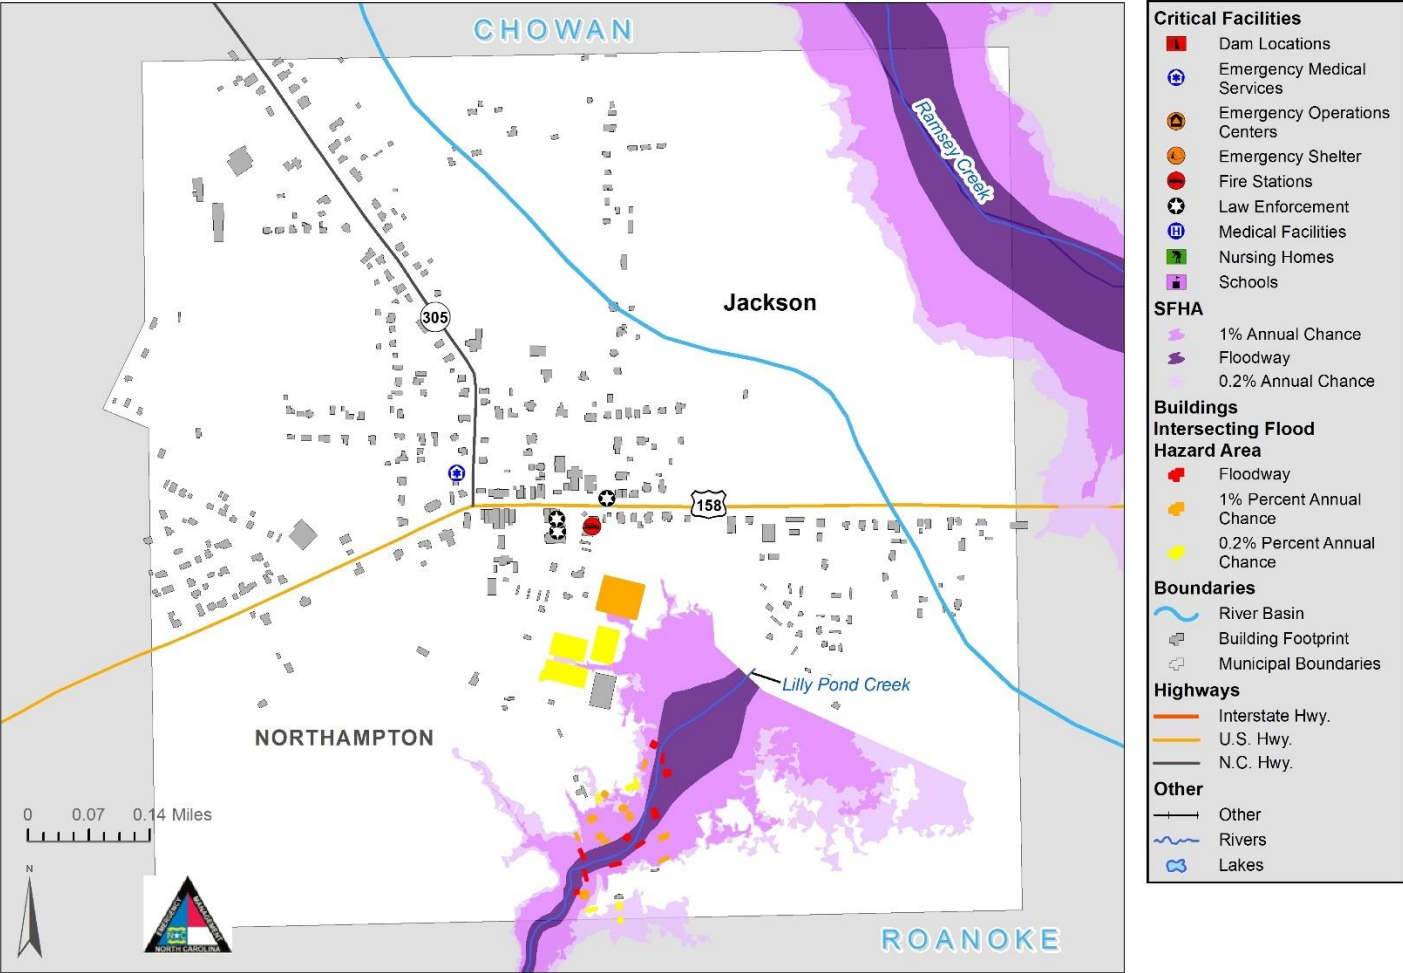 CHOWAN
Ramsey Creek
Jackson
305
158
Lilly Pond Creek
NORTHAMPTON
0 0.07 0.14 Miles
N
EMERGENCY
MANAGEMENT
NORTH CAROLINA
ROANOKE
Critical Facilities
Dam Locations
Emergency Medical
Services
Emergency Operations
Centers
Emergency Shelter
Fire Stations
Law Enforcement
H
Medical Facilities
Nursing Homes
Schools
SFHA
1% Annual Chance
Floodway
0.2% Annual Chance
Buildings
Intersecting Flood
Hazard Area
Floodway
1% Percent Annual
Chance
0.2% Percent Annual
Chance
Boundaries
River Basin
Building Footprint
Municipal Boundaries
Highways
Interstate Hwy.
U.S. Hwy.
N.C. Hwy.
Other
Other
Rivers
Lakes